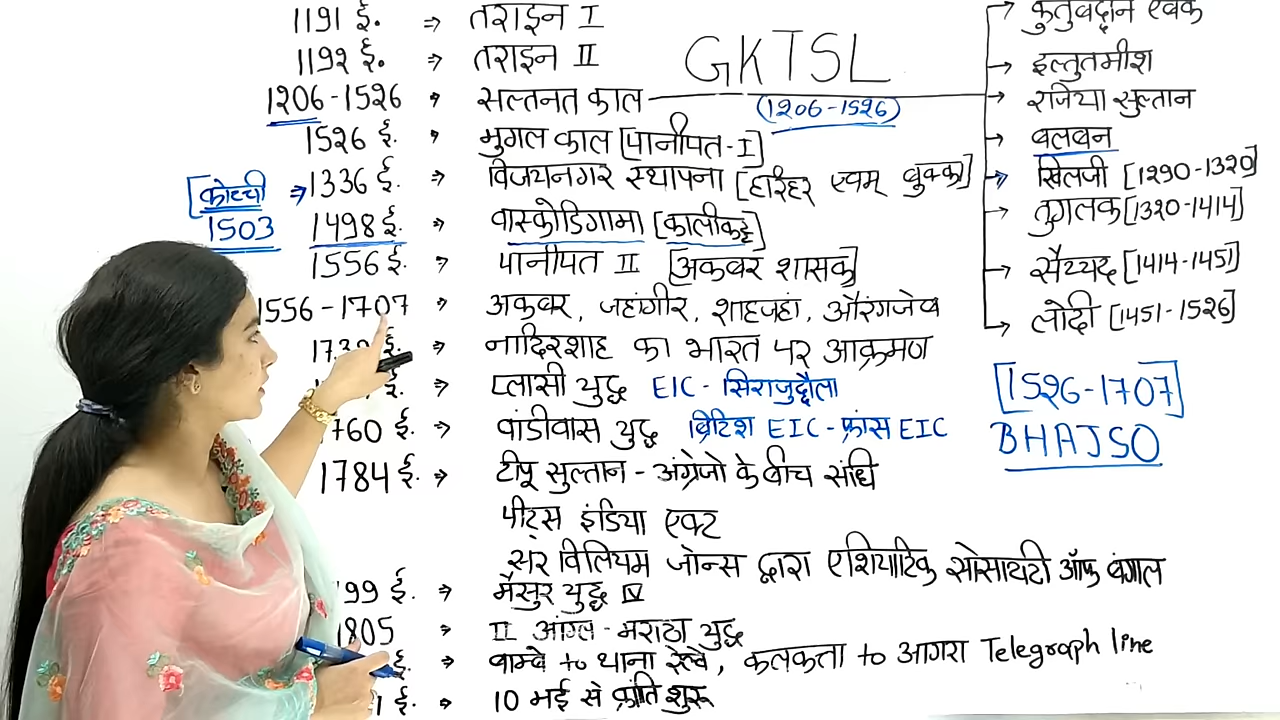 1191 ई. ⇒ तराइन I
1192 ई. ⇒ तराइन II
1206-1526 ⇒ सल्तनत काल
1526 ई. ⇒ मुगल काल [पानीपत-I]
1336 ई. ⇒ विजयनगर स्थापना [हरिहर एवम् बुक्का]
[कोच्ची ⇒
1503
1498 ई. ⇒ वास्कोडिगामा [कालीकट]
1556 ई. ⇒ पानीपत II [अकबर शासक]
1556-1707 ⇒ अकबर, जहांगीर, शाहजहां, औरंगजेब
ई. ⇒ नादिरशाह का भारत पर आक्रमण
ई. ⇒ प्लासी युद्ध EIC - सिराजुद्दौला
760 ई. ⇒ वांडीवास युद्ध ब्रिटिश EIC-फ्रांस EIC
1784 ई. ⇒ टीपू सुल्तान - अंग्रेजो के बीच संधि
पीट्स इंडिया एक्ट
सर विलियम जोन्स द्वारा एशियाटिक सोसायटी ऑफ बंगाल
99 ई. ⇒ मैसुर युद्ध IV
1805 ⇒ II आंग्ल-मराठा युद्ध
ई. ⇒ बाम्बे to थाना रेल्वे, कलकता to आगरा Telegraph line
ई. ⇒ 10 मई से क्रांति शुरू
GKTSL
(1206-1526)
कुतुबद्दीन एबक
इल्तुतमीश
रजिया सुल्तान
बलबन
खिलजी [1290-1320]
तुगलक [1320-1414]
सैय्यद [1414-1451]
लोदी [1451-1526]
[1526-1707]
BHAJSO